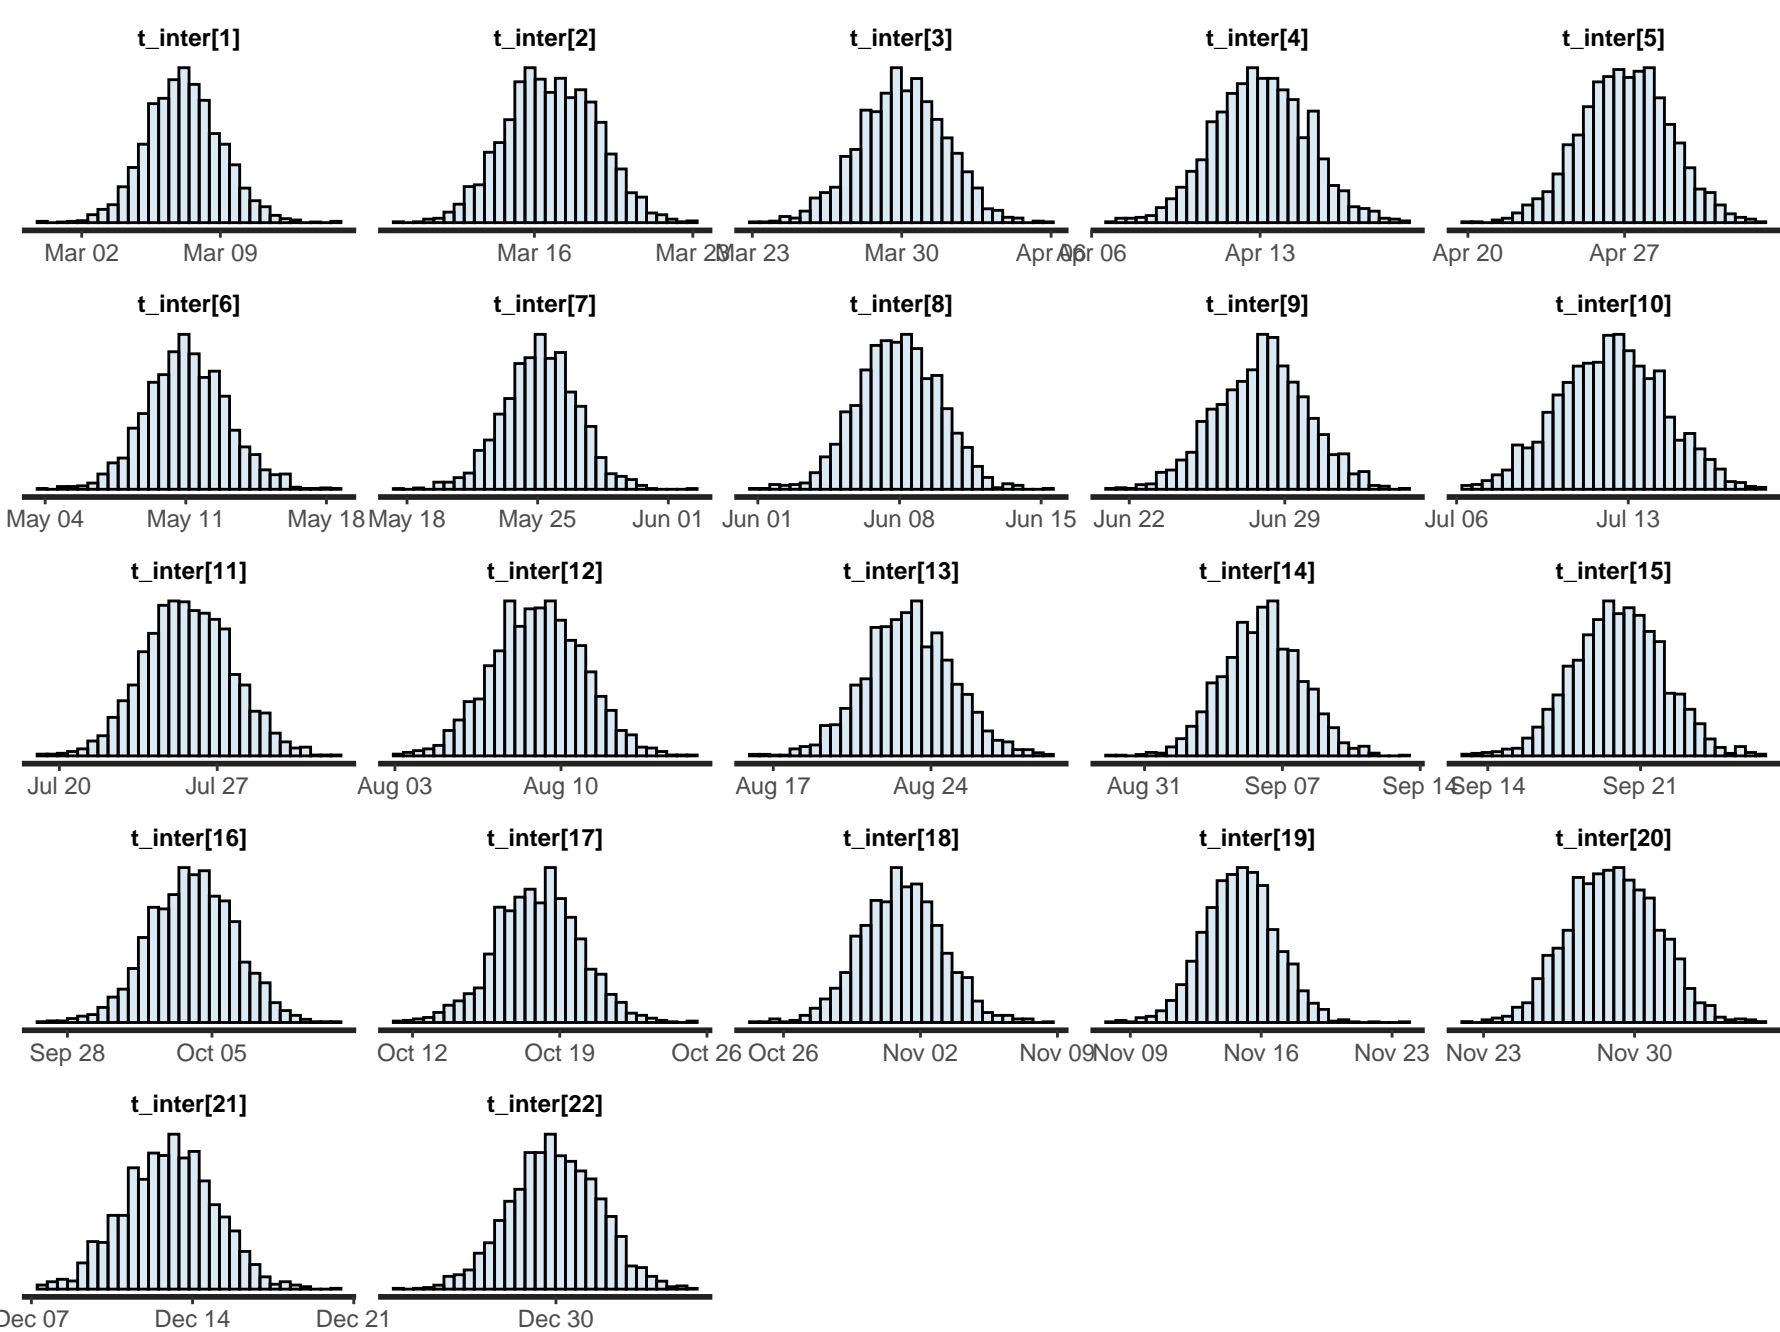 t_inter[1] t_inter[2] t_inter[3] t_inter[4] t_inter[5]
Mar 02 Mar 09 Mar 16 Mar 23 Mar 23 Mar 30 Apr 06 Apr 06 Apr 13 Apr 20 Apr 27
t_inter[6] t_inter[7] t_inter[8] t_inter[9] t_inter[10]
May 04 May 11 May 18 May 18 May 25 Jun 01 Jun 01 Jun 08 Jun 15 Jun 22 Jun 29 Jul 06 Jul 13
t_inter[11] t_inter[12] t_inter[13] t_inter[14] t_inter[15]
Jul 20 Jul 27 Aug 03 Aug 10 Aug 17 Aug 24 Aug 31 Sep 07 Sep 14 Sep 14 Sep 21
t_inter[16] t_inter[17] t_inter[18] t_inter[19] t_inter[20]
Sep 28 Oct 05 Oct 12 Oct 19 Oct 26 Oct 26 Nov 02 Nov 09 Nov 09 Nov 16 Nov 23 Nov 23 Nov 30
t_inter[21] t_inter[22]
Dec 07 Dec 14 Dec 21 Dec 30